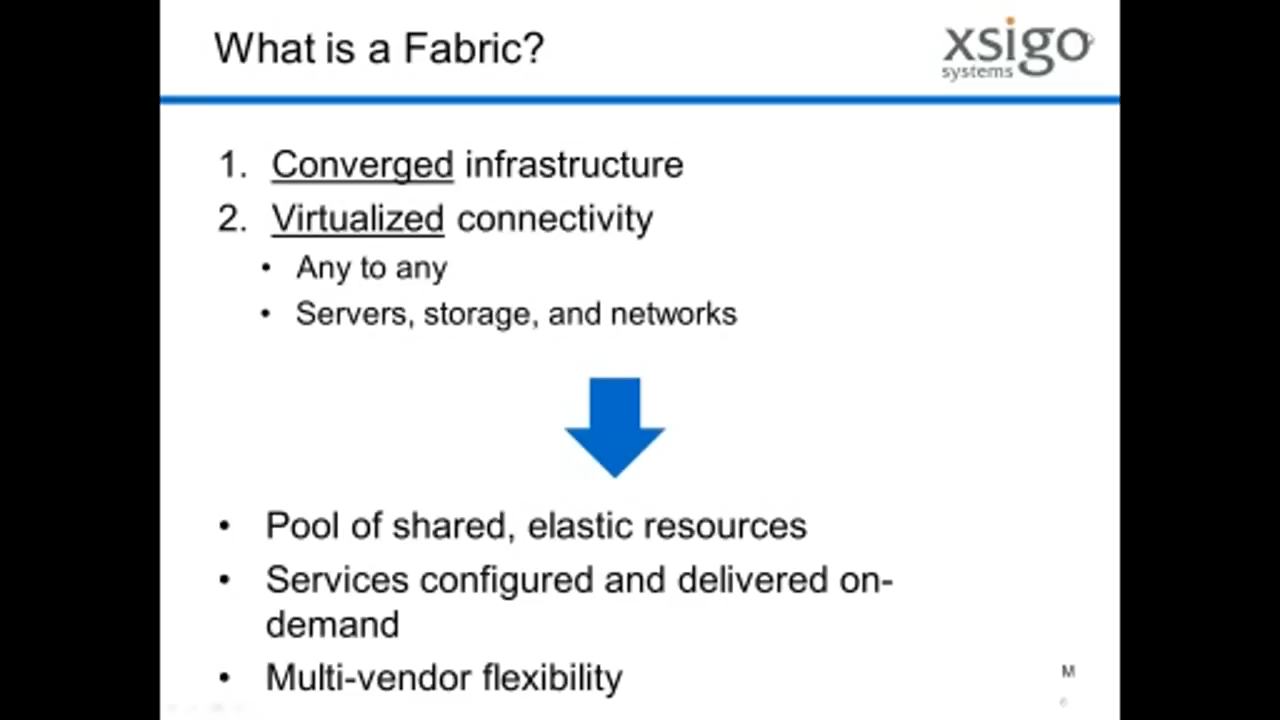 What is a Fabric?
xsigo
systems
1. Converged infrastructure
2. Virtualized connectivity
• Any to any
• Servers, storage, and networks
• Pool of shared, elastic resources
• Services configured and delivered on-
demand
• Multi-vendor flexibility
M